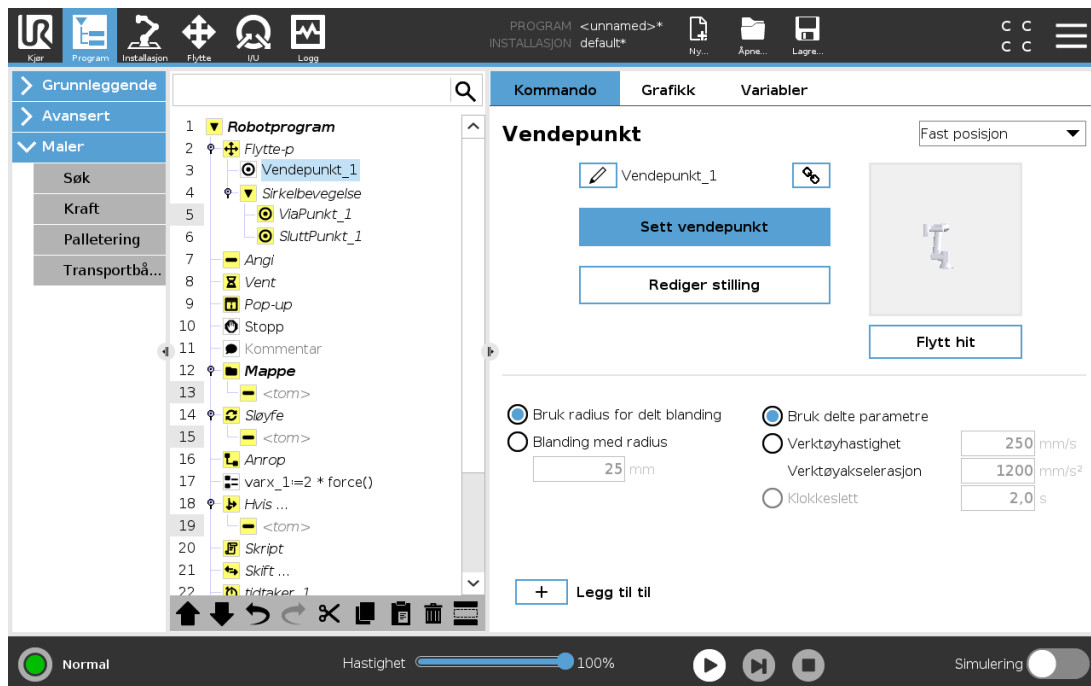 PROGRAM <unnamed>*
INSTALLASJON default*
C C
C C
Kjør Program Installasjon Flytte I/U Logg Ny... Åpne... Lagre...
Grunnleggende
Avansert
Maler
Søk
Kraft
Palletering
Transportbå...
1 Robotprogram
2 Flytte-p
3 Vendepunkt_1
4 Sirkelbevegelse
5 ViaPunkt_1
6 SluttPunkt_1
7 Angi
8 Vent
9 Pop-up
10 Stopp
11 Kommentar
12 Mappe
13 <tom>
14 Sløyfe
15 <tom>
16 Anrop
17 varx_1:=2 * force()
18 Hvis ...
19 <tom>
20 Skript
21 Skift ...
22 tidtaker_1
Kommando Grafikk Variabler
Vendepunkt
Fast posisjon
Vendepunkt_1
Sett vendepunkt
Rediger stilling
Flytt hit
Bruk radius for delt blanding
Blanding med radius
25 mm
Bruk delte parametre
Verktøyhastighet 250 mm/s
Verktøyakselerasjon 1200 mm/s²
Klokkeslett 2,0 s
+ Legg til til
Normal
Hastighet 100%
Simulering